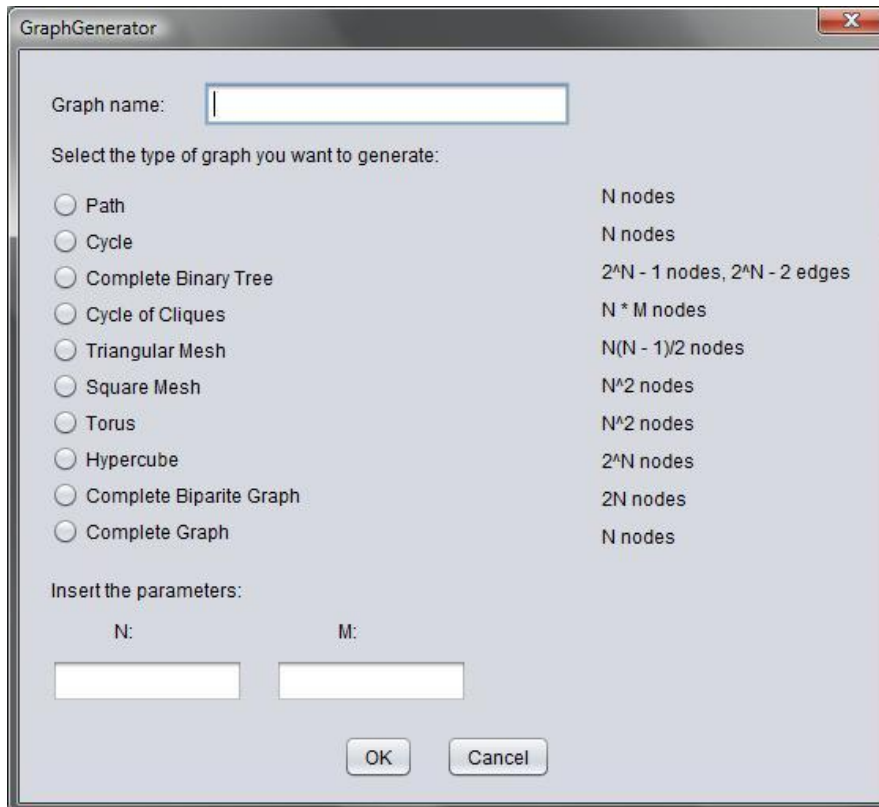 GraphGenerator
Graph name:
Select the type of graph you want to generate:
Path N nodes
Cycle N nodes
Complete Binary Tree 2^N - 1 nodes, 2^N - 2 edges
Cycle of Cliques N * M nodes
Triangular Mesh N(N - 1)/2 nodes
Square Mesh N^2 nodes
Torus N^2 nodes
Hypercube 2^N nodes
Complete Biparite Graph 2N nodes
Complete Graph N nodes
Insert the parameters:
N: M:
OK Cancel